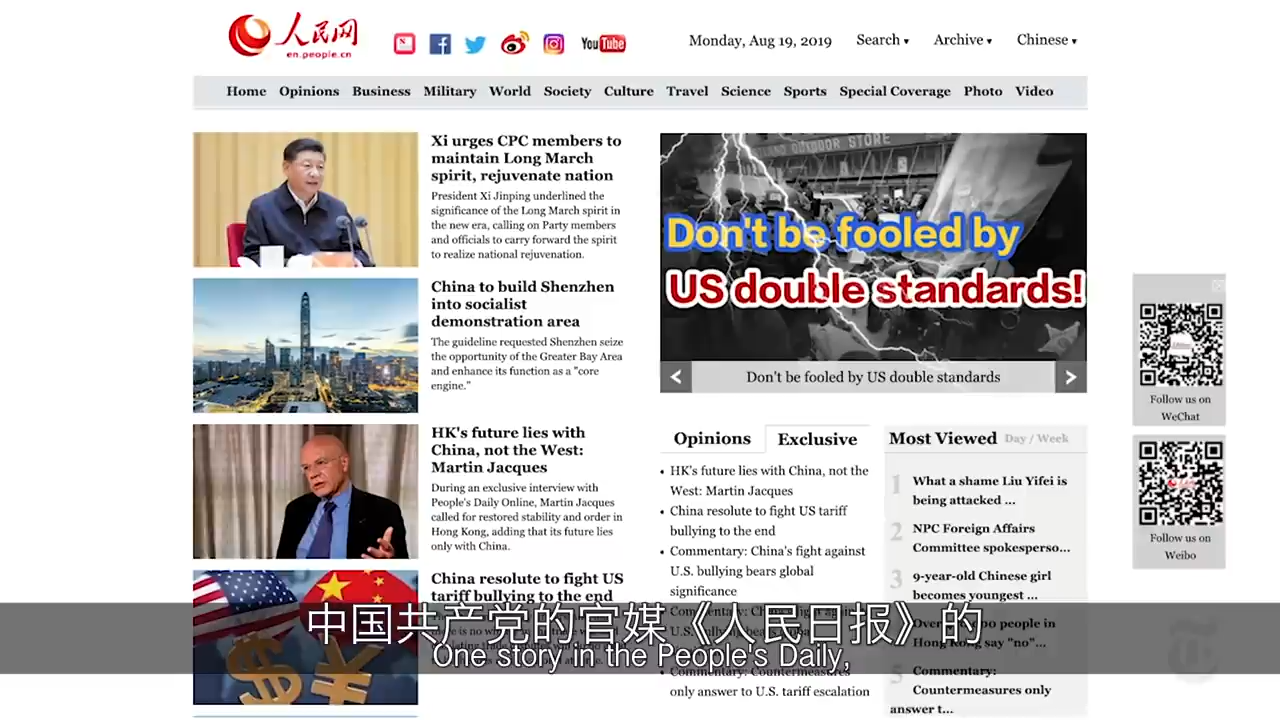 人民网
en.people.cn
You Tube
Monday, Aug 19, 2019
Search
Archive
Chinese
Home Opinions Business Military World Society Culture Travel Science Sports Special Coverage Photo Video
Xi urges CPC members to
maintain Long March
spirit, rejuvenate nation
President Xi Jinping underlined the
significance of the Long March spirit in
the new era, calling on Party members
and officials to carry forward the spirit
to realize national rejuvenation.
China to build Shenzhen
into socialist
demonstration area
The guideline requested Shenzhen seize
the opportunity of the Greater Bay Area
and enhance its function as a "core
engine."
HK's future lies with
China, not the West:
Martin Jacques
During an exclusive interview with
People's Daily Online, Martin Jacques
called for restored stability and order in
Hong Kong, adding that its future lies
only with China.
China resolute to fight US
tariff bullying to the end
OUTDOOR STORE
Don't be fooled by
US double standards!
Don't be fooled by US double standards
Opinions
Exclusive
• HK's future lies with China, not the
West: Martin Jacques
• China resolute to fight US tariff
bullying to the end
• Commentary: China's fight against
U.S. bullying bears global
significance
Commentary: Countermeasures
only answer to U.S. tariff escalation
Most Viewed
Day / Week
1 What a shame Liu Yifei is
being attacked ...
2 NPC Foreign Affairs
Committee spokesperso...
3 9-year-old Chinese girl
becomes youngest ...
people in
Hong Kong say "no"...
5 Commentary:
Countermeasures only
answer t...
Follow us on
WeChat
Follow us on
Weibo
中国共产党的官媒《人民日报》的
One story in the People's Daily,